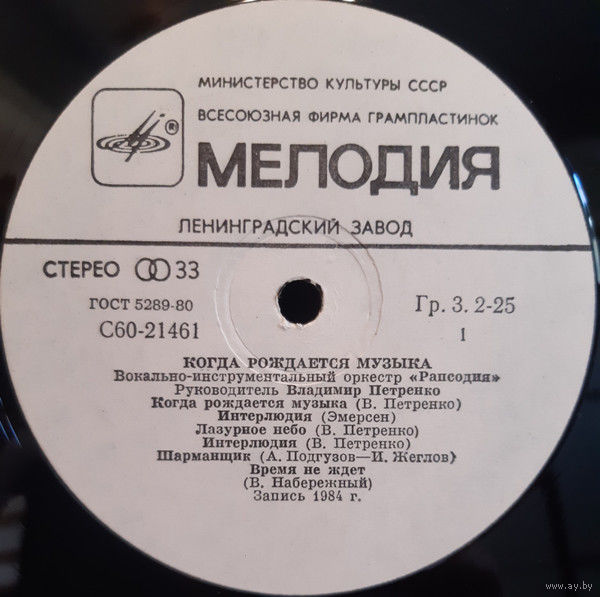 МИНИСТЕРСТВО КУЛЬТУРЫ СССР
ВСЕСОЮЗНАЯ ФИРМА ГРАМПЛАСТИНОК
®
МЕЛОДИЯ
ЛЕНИНГРАДСКИЙ ЗАВОД
СТЕРЕО 33
ГОСТ 5289-80
Гр. 3. 2-25
С60-21461
1
КОГДА РОЖДАЕТСЯ МУЗЫКА
Вокально-инструментальный оркестр «Рапсодия»
Руководитель Владимир Петренко
Когда рождается музыка (В. Петренко)
Интерлюдия (Эмерсен)
Лазурное небо (В. Петренко)
Интерлюдия (В. Петренко)
Шарманщик (А. Подгузов—И. Жеглов)
Время не ждет
(В. Набережный)
Запись 1984 г.
www.ay.by